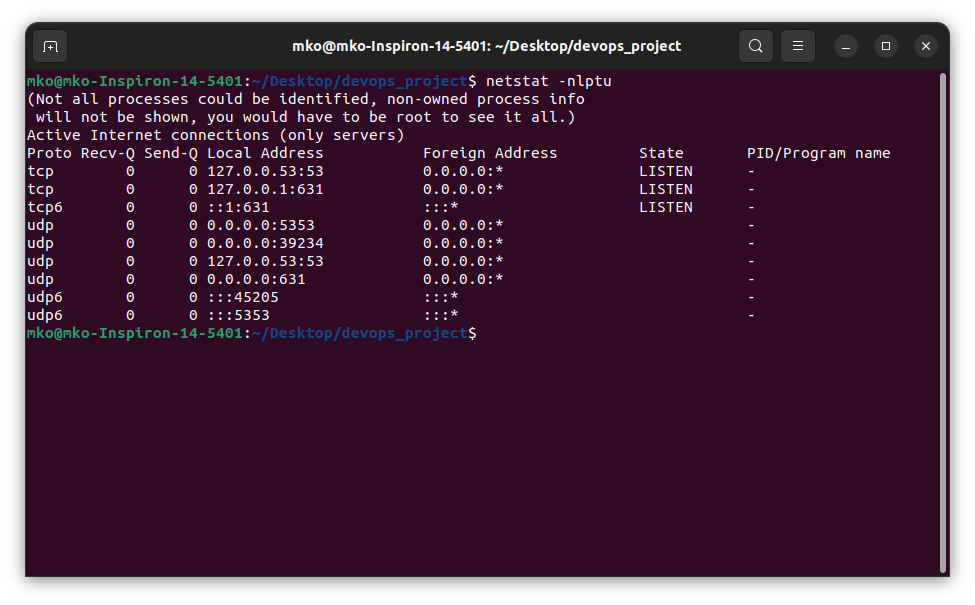 mko@mko-Inspiron-14-5401: ~/Desktop/devops_project
mko@mko-Inspiron-14-5401:~/Desktop/devops_project$ netstat -nlptu
(Not all processes could be identified, non-owned process info
 will not be shown, you would have to be root to see it all.)
Active Internet connections (only servers)
Proto Recv-Q Send-Q Local Address           Foreign Address         State       PID/Program name
tcp        0      0 127.0.0.53:53           0.0.0.0:*               LISTEN      -
tcp        0      0 127.0.0.1:631           0.0.0.0:*               LISTEN      -
tcp6       0      0 ::1:631                 :::*                    LISTEN      -
udp        0      0 0.0.0.0:5353            0.0.0.0:*                           -
udp        0      0 0.0.0.0:39234           0.0.0.0:*                           -
udp        0      0 127.0.0.53:53           0.0.0.0:*                           -
udp        0      0 0.0.0.0:631             0.0.0.0:*                           -
udp6       0      0 :::45205                :::*                                -
udp6       0      0 :::5353                 :::*                                -
mko@mko-Inspiron-14-5401:~/Desktop/devops_project$